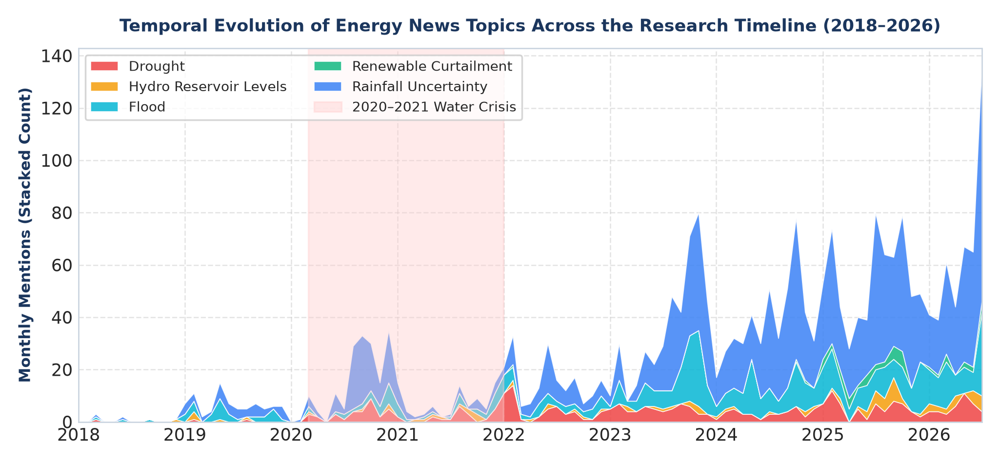 Temporal Evolution of Energy News Topics Across the Research Timeline (2018–2026)
Monthly Mentions (Stacked Count)
140
120
100
80
60
40
20
0
Drought
Hydro Reservoir Levels
Flood
Renewable Curtailment
Rainfall Uncertainty
2020–2021 Water Crisis
2018 2019 2020 2021 2022 2023 2024 2025 2026